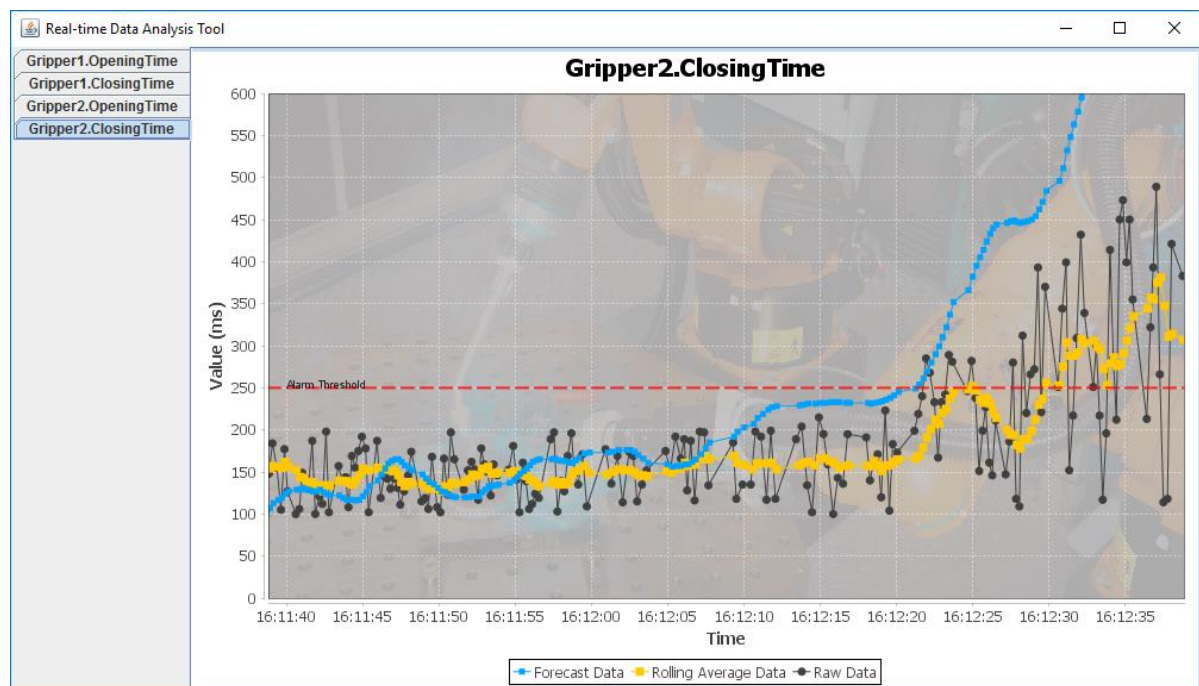 Real-time Data Analysis Tool
Gripper1.OpeningTime
Gripper1.ClosingTime
Gripper2.OpeningTime
Gripper2.ClosingTime
Gripper2.ClosingTime
Value (ms)
600
550
500
450
400
350
300
250
200
150
100
50
0
Alarm Threshold
16:11:40 16:11:45 16:11:50 16:11:55 16:12:00 16:12:05 16:12:10 16:12:15 16:12:20 16:12:25 16:12:30 16:12:35
Time
Forecast Data Rolling Average Data Raw Data